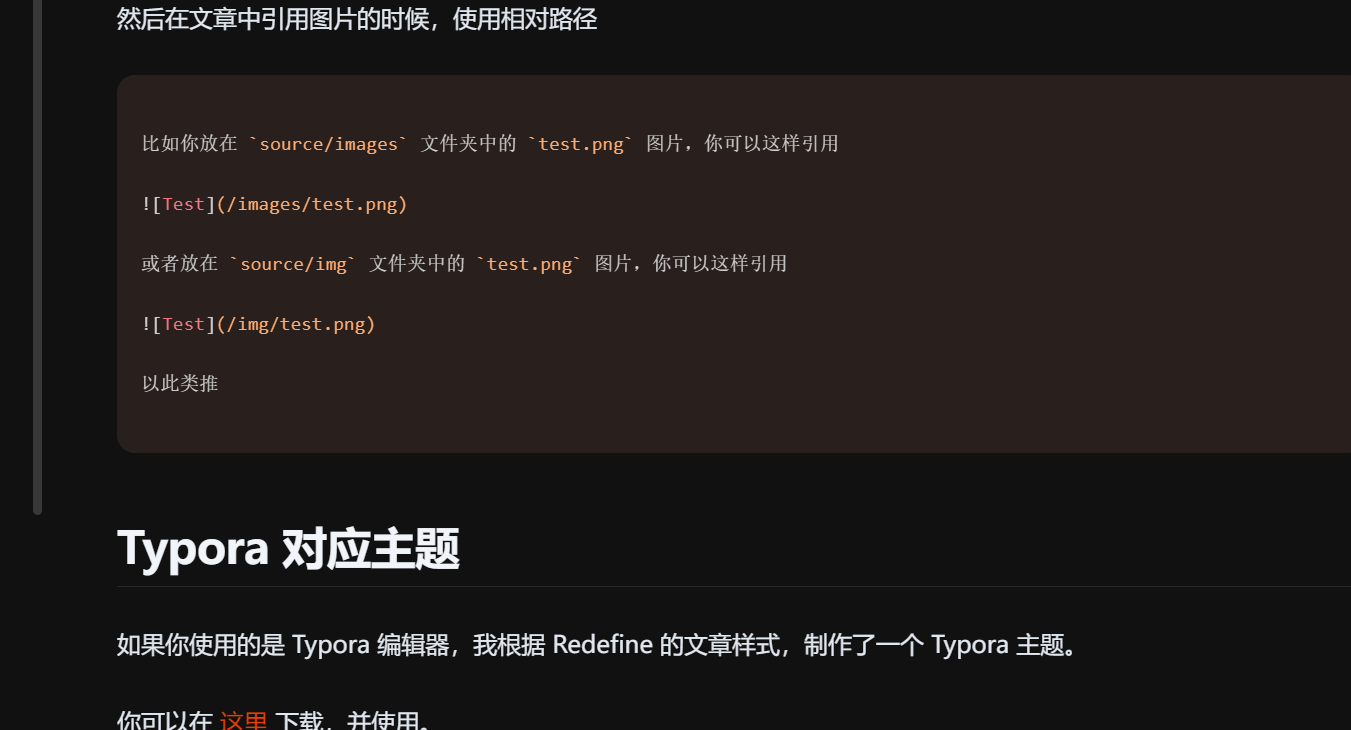 然后在文章中引用图片的时候，使用相对路径
比如你放在 `source/images` 文件夹中的 `test.png` 图片，你可以这样引用
![Test](/images/test.png)
或者放在 `source/img` 文件夹中的 `test.png` 图片，你可以这样引用
![Test](/img/test.png)
以此类推
Typora 对应主题
如果你使用的是 Typora 编辑器，我根据 Redefine 的文章样式，制作了一个 Typora 主题。
你可以在 这里 下载，并使用。